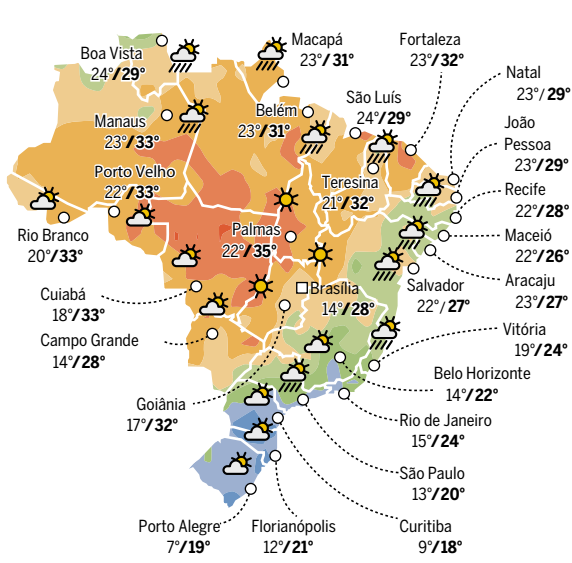 Boa Vista
24°/29°
Macapá
23°/31°
Fortaleza
23°/32°
Natal
23°/29°
Manaus
23°/33°
Belém
23°/31°
São Luís
24°/29°
João
Pessoa
23°/29°
Porto Velho
22°/33°
Teresina
21°/32°
Recife
22°/28°
Rio Branco
20°/33°
Palmas
22°/35°
Maceió
22°/26°
Cuiabá
18°/33°
Brasília
14°/28°
Salvador
22°/27°
Aracaju
23°/27°
Campo Grande
14°/28°
Vitória
19°/24°
Belo Horizonte
14°/22°
Goiânia
17°/32°
Rio de Janeiro
15°/24°
São Paulo
13°/20°
Porto Alegre
7°/19°
Florianópolis
12°/21°
Curitiba
9°/18°